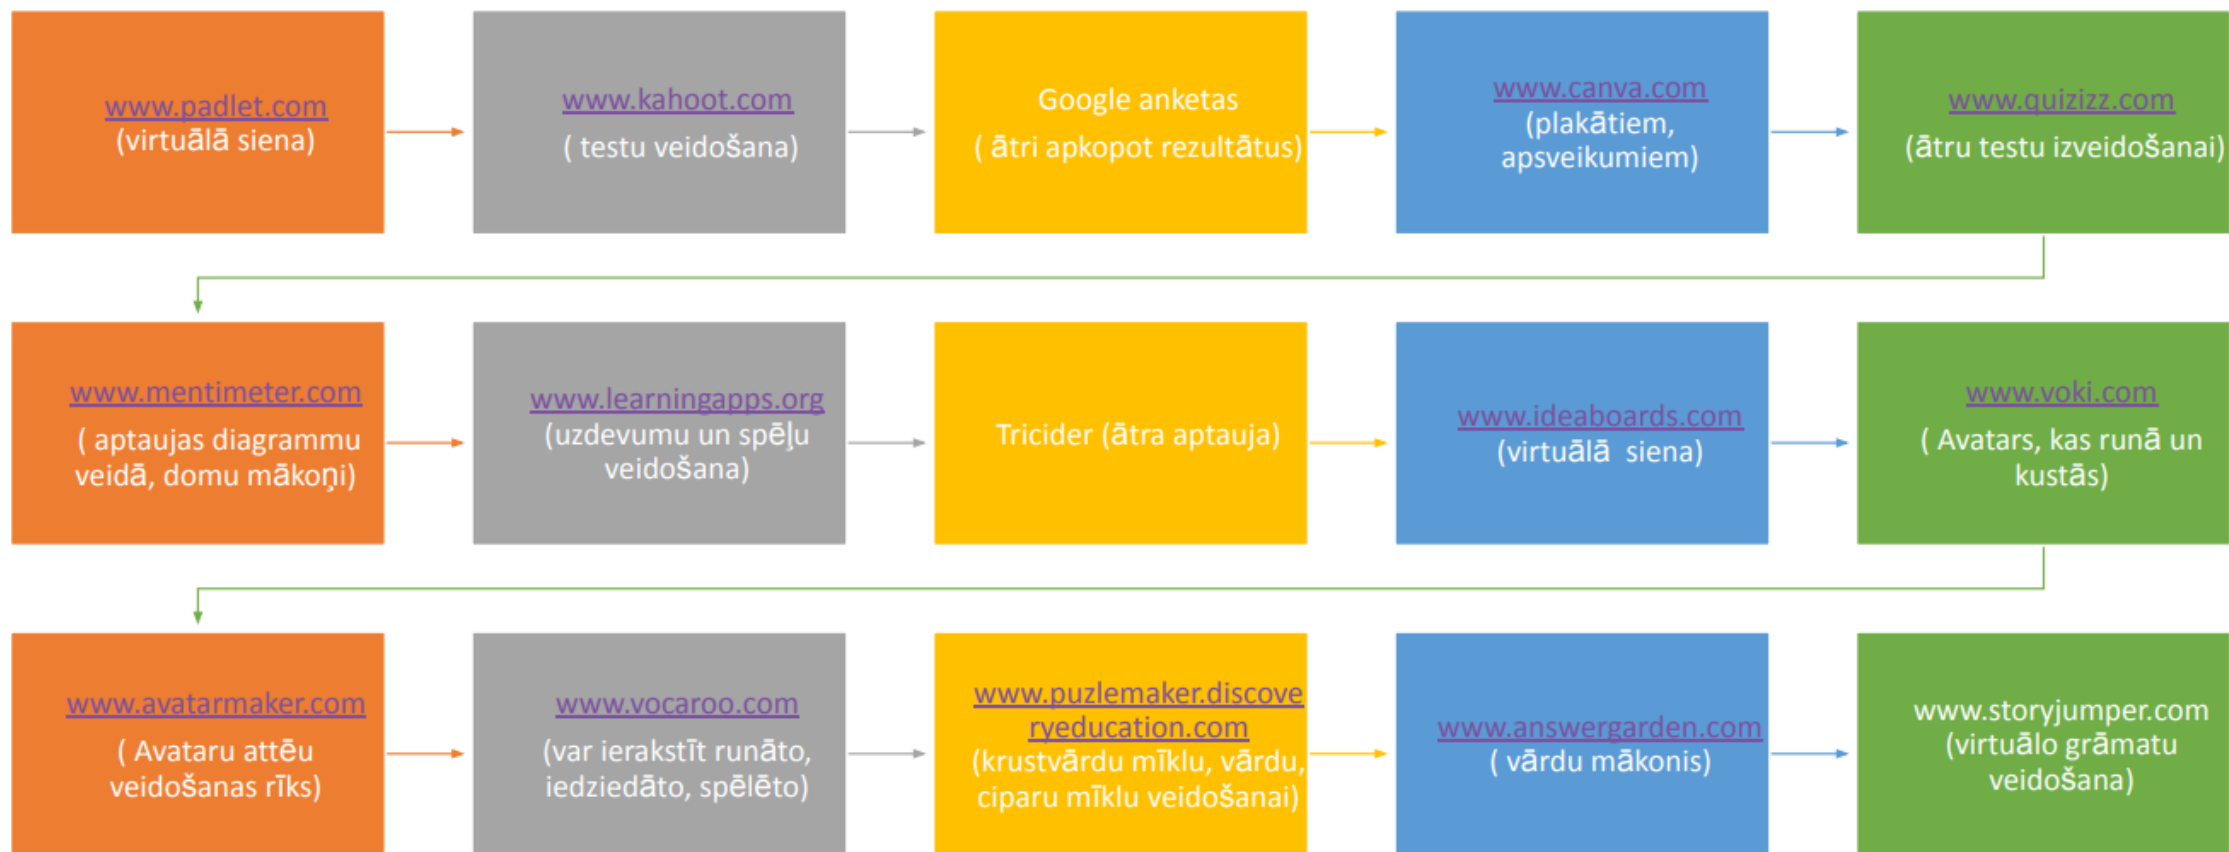 www.padlet.com
(virtuālā siena)
www.kahoot.com
( testu veidošana)
Google anketas
( ātri apkopot rezultātus)
www.canva.com
(plakātiem,
apsveikumiem)
www.quizizz.com
(ātru testu izveidošanai)
www.mentimeter.com
( aptaujas diagrammu
veidā, domu mākoņi)
www.learningapps.org
(uzdevumu un spēļu
veidošana)
Tricider (ātra aptauja)
www.ideaboards.com
(virtuālā siena)
www.voki.com
( Avatars, kas runā un
kustās)
www.avatarmaker.com
( Avataru attēu
veidošanas rīks)
www.vocaroo.com
(var ierakstīt runāto,
iedziedāto, spēlēto)
www.puzlemaker.discove
ryeducation.com
(krustvārdu mīklu, vārdu,
ciparu mīklu veidošanai)
www.answergarden.com
( vārdu mākonis)
www.storyjumper.com
(virtuālo grāmatu
veidošana)